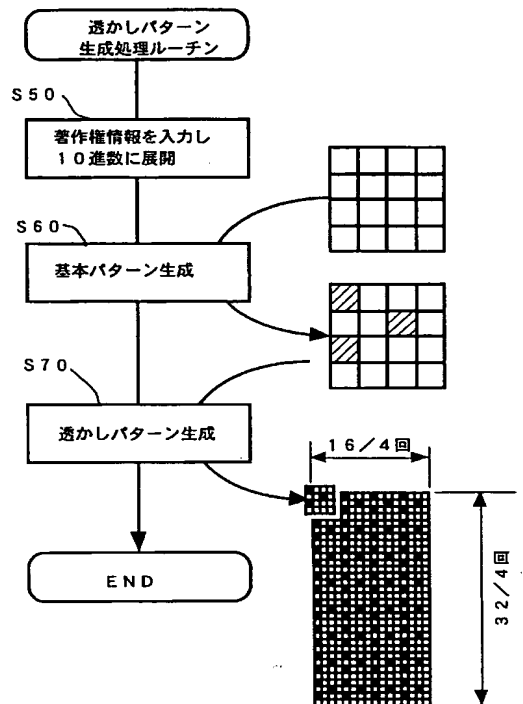 透かしパターン
生成処理ルーチン
S50
著作権情報を入力し
10進数に展開
S60
基本パターン生成
S70
透かしパターン生成
16/4回
32/4回
END